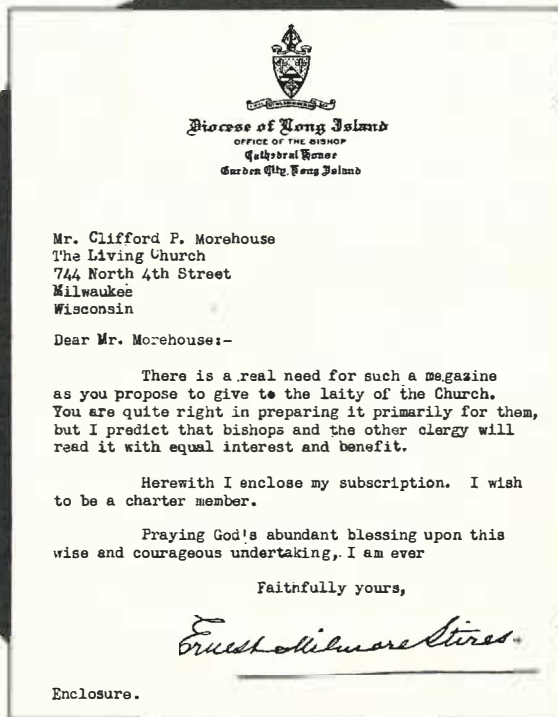 Diocese of Long Island
OFFICE OF THE BISHOP
Cathedral House
Garden City, Long Island
Mr. Clifford P. Morehouse
The Living Church
744 North 4th Street
Milwaukee
Wisconsin
Dear Mr. Morehouse:-
There is a real need for such a magazine
as you propose to give to the laity of the Church.
You are quite right in preparing it primarily for them,
but I predict that bishops and the other clergy will
read it with equal interest and benefit.
Herewith I enclose my subscription. I wish
to be a charter member.
Praying God's abundant blessing upon this
wise and courageous undertaking, I am ever
Faithfully yours,
Ernest Milmore Stires
Enclosure.